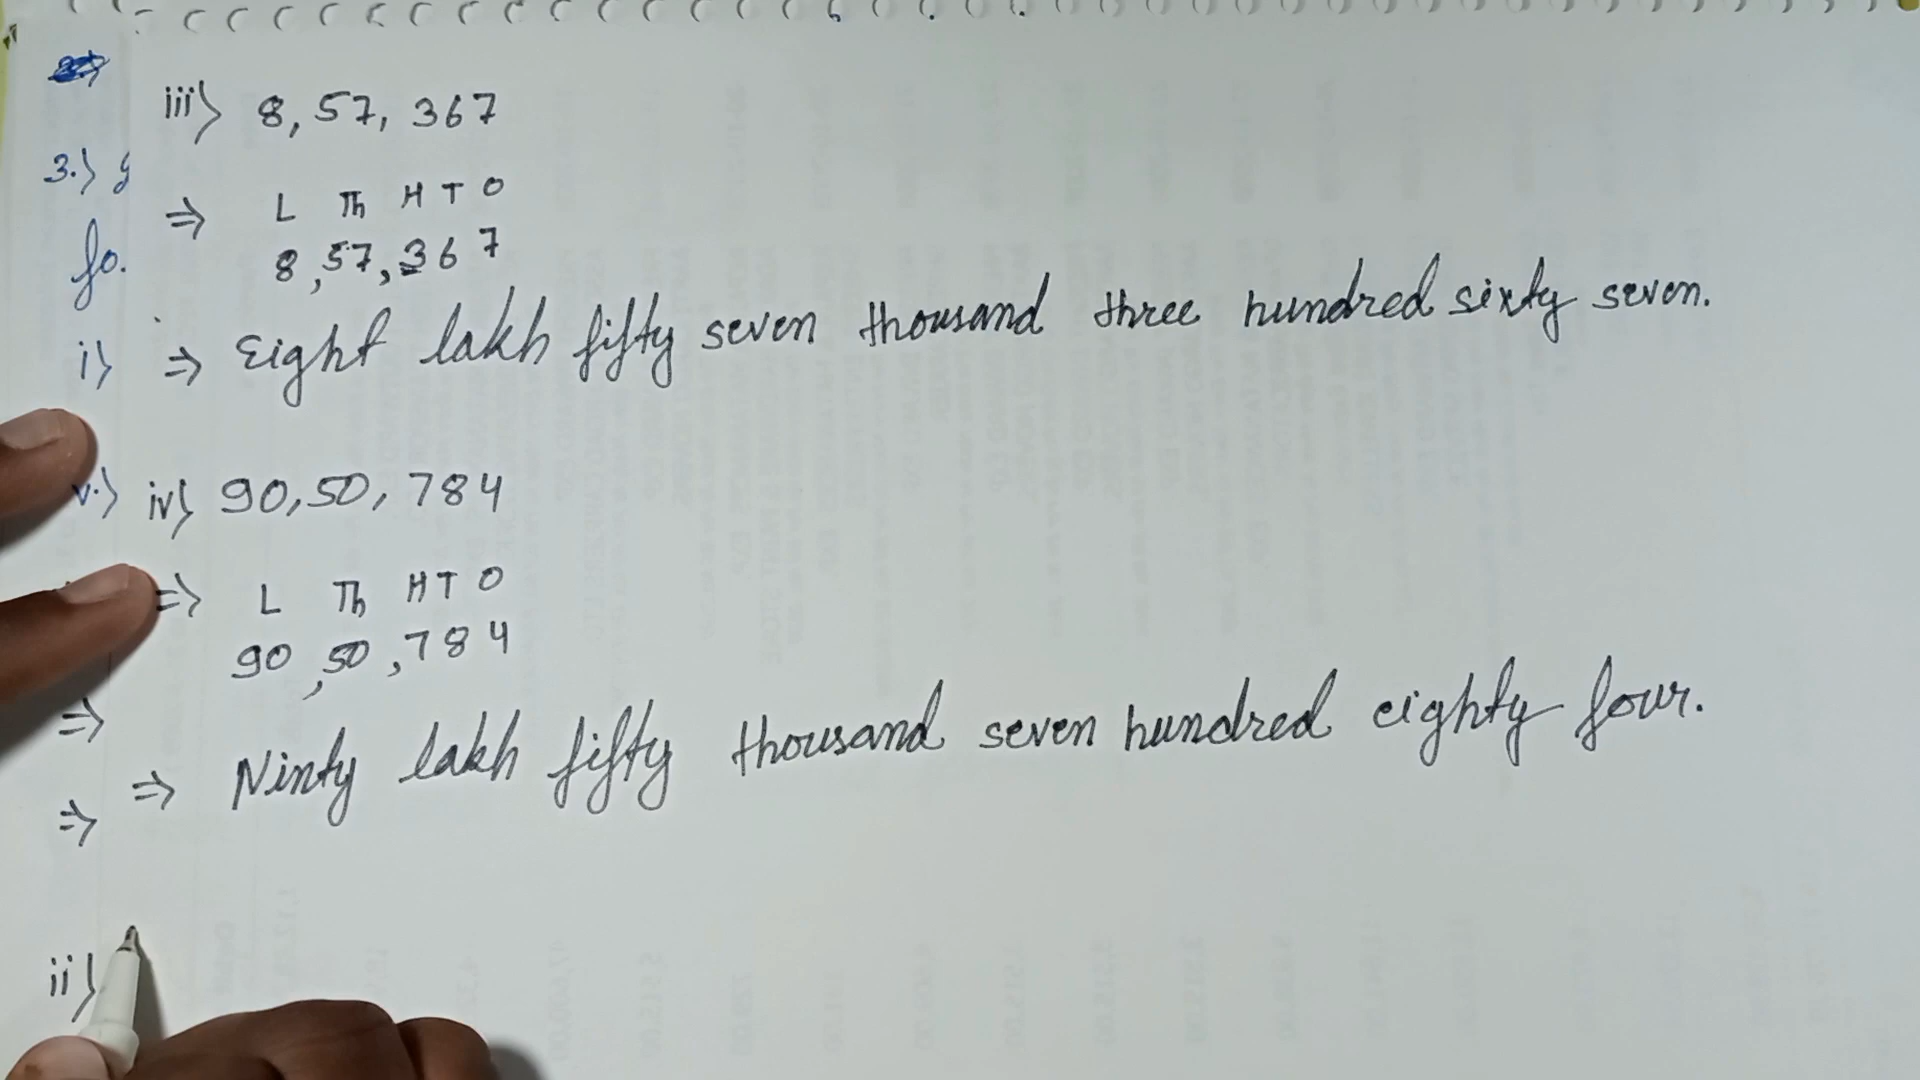 iii) 8,57,367
3.)
⇒ L Th H T O
8,57,367
fo.
i) ⇒ Eight lakh fifty seven thousand three hundred sixty seven.
v.) iv) 90,50,784
⇒ L Th H T O
90,50,784
⇒
⇒ Ninty lakh fifty thousand seven hundred eighty four.
⇒
ii)